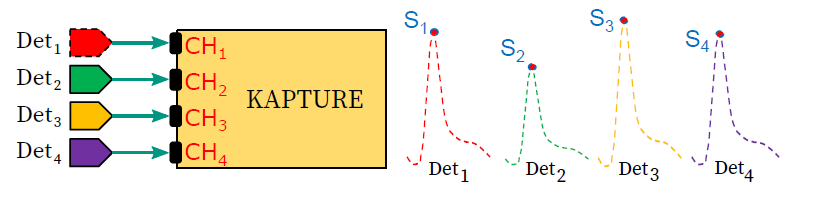 Det₁ CH₁
Det₂ CH₂
Det₃ CH₃
Det₄ CH₄
KAPTURE
S₁ S₂ S₃ S₄
Det₁ Det₂ Det₃ Det₄